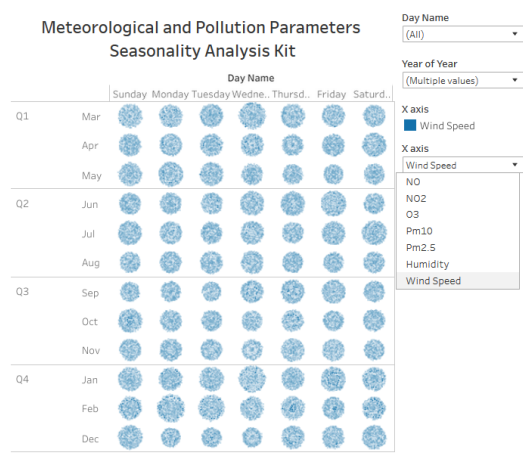 Meteorological and Pollution Parameters
Seasonality Analysis Kit
Day Name
Sunday Monday Tuesday Wedne.. Thursd.. Friday Saturd..
Q1
Mar
Apr
May
Q2
Jun
Jul
Aug
Q3
Sep
Oct
Nov
Q4
Jan
Feb
Dec
Day Name
(All)
Year of Year
(Multiple values)
X axis
Wind Speed
X axis
Wind Speed
NO
NO2
O3
Pm10
Pm2.5
Humidity
Wind Speed